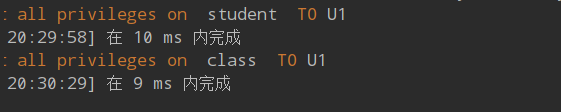 : all privileges on student TO U1
20:29:58] 在 10 ms 内完成
: all privileges on class TO U1
20:30:29] 在 9 ms 内完成